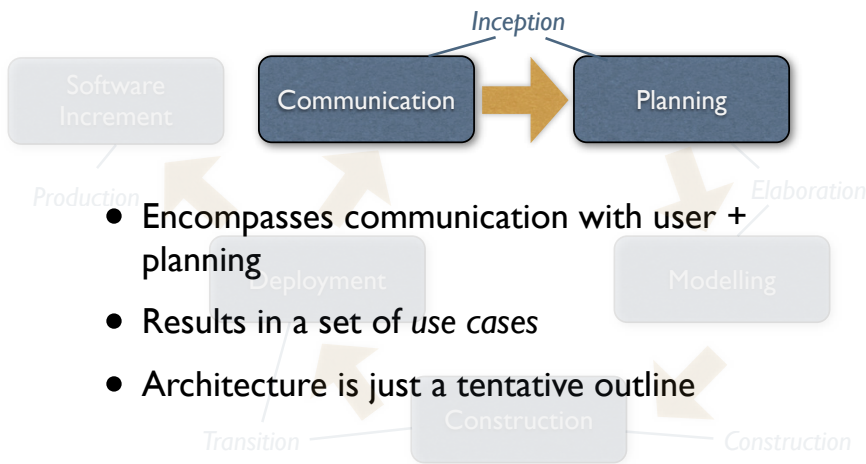 Inception
Software
Increment
Communication
Planning
Production
Elaboration
• Encompasses communication with user +
planning
Deployment
Modelling
• Results in a set of use cases
• Architecture is just a tentative outline
Construction
Transition
Construction